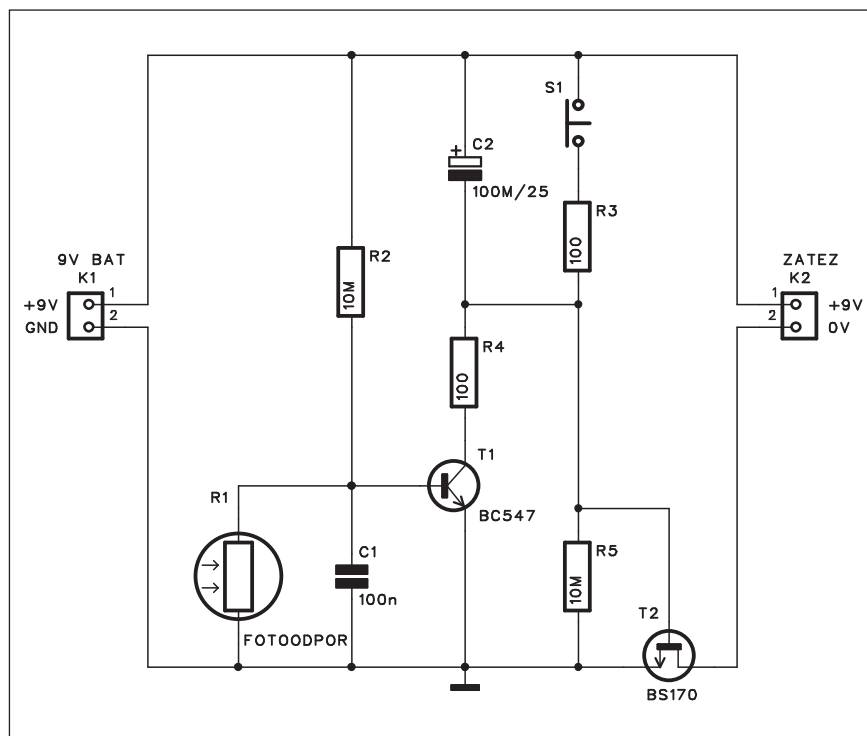 S1
C2
+
100M/25
R3
100
9V BAT
K1
+9V
1
GND
2
R2
10M
ZATEZ
K2
1
+9V
2
0V
R4
100
T1
BC547
R1
FOTOODPOR
C1
100n
R5
10M
T2
BS170